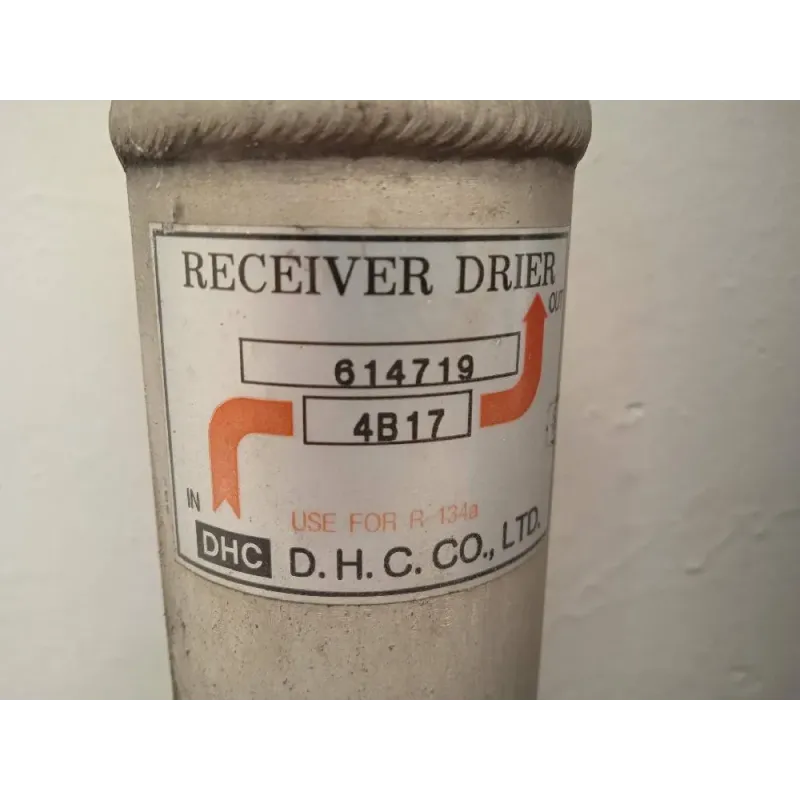 RECEIVER DRIER
OUT
614719
4B17
IN
USE FOR R-134a
DHC D.H.C.CO.,LTD.